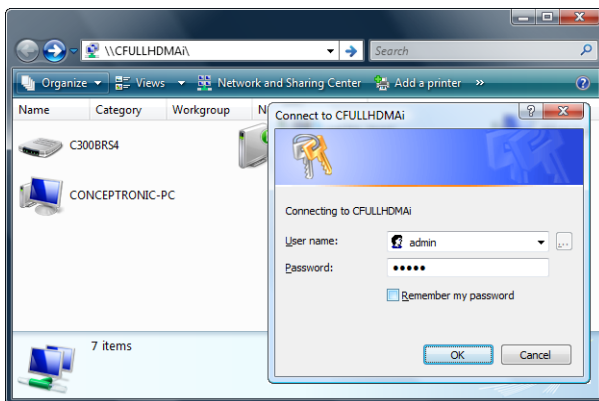 \\CFULLHDMAi\
Search
Organize
Views
Network and Sharing Center
Add a printer
»
Name
Category
Workgroup
N
C300BRS4
CONCEPTRONIC-PC
7 items
Connect to CFULLHDMAi
Connecting to CFULLHDMAi
User name:
admin
Password:
•••••
Remember my password
OK
Cancel